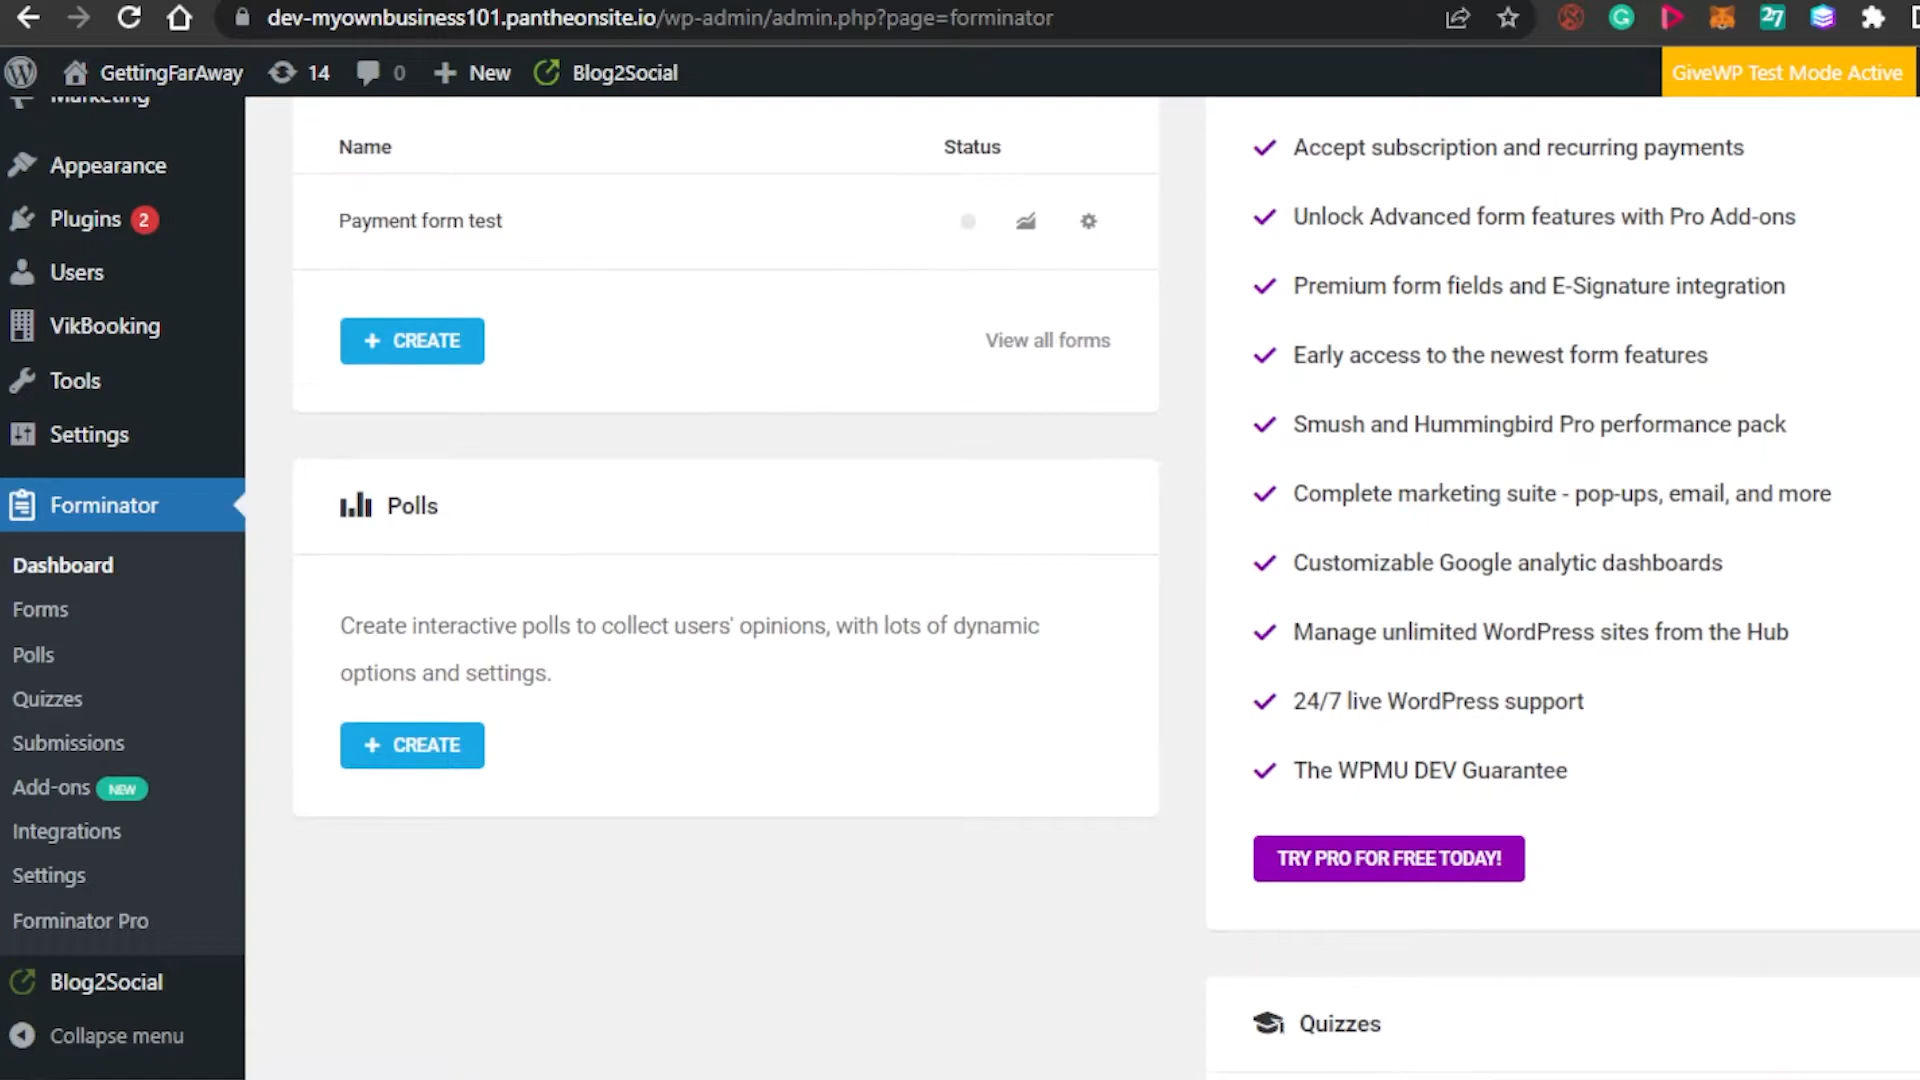 dev-myownbusiness101.pantheonsite.io/wp-admin/admin.php?page=forminator
GettingFarAway 14 0 New Blog2Social
GiveWP Test Mode Active
Marketing
Appearance
Plugins 2
Users
VikBooking
Tools
Settings
Forminator
Dashboard
Forms
Polls
Quizzes
Submissions
Add-ons NEW
Integrations
Settings
Forminator Pro
Blog2Social
Collapse menu
Name Status
Payment form test
+ CREATE
View all forms
Polls
Create interactive polls to collect users' opinions, with lots of dynamic
options and settings.
+ CREATE
Accept subscription and recurring payments
Unlock Advanced form features with Pro Add-ons
Premium form fields and E-Signature integration
Early access to the newest form features
Smush and Hummingbird Pro performance pack
Complete marketing suite - pop-ups, email, and more
Customizable Google analytic dashboards
Manage unlimited WordPress sites from the Hub
24/7 live WordPress support
The WPMU DEV Guarantee
TRY PRO FOR FREE TODAY!
Quizzes